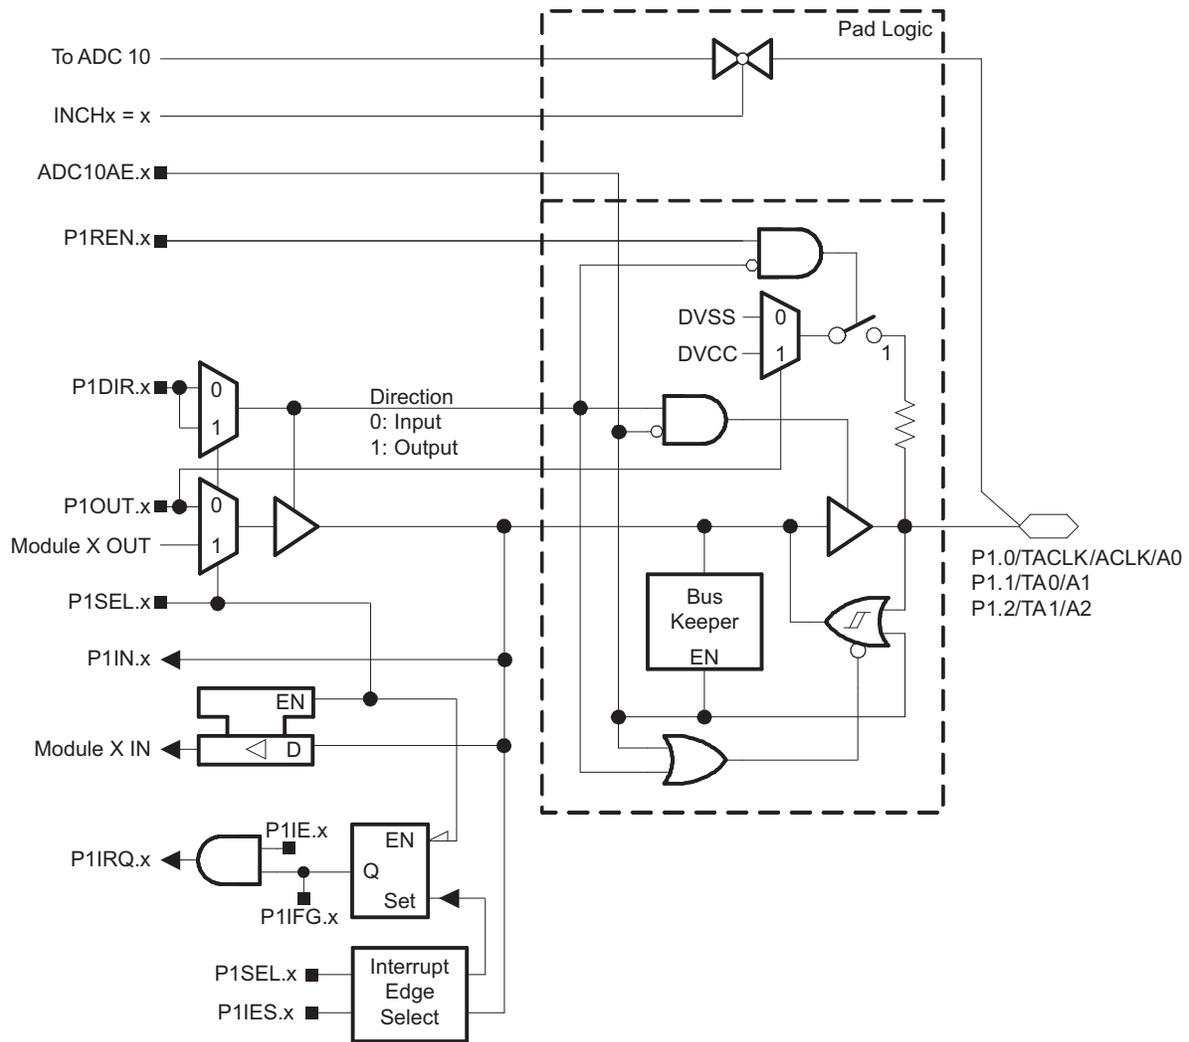 Pad Logic
To ADC 10
INCHx = x
ADC10AE.x
P1REN.x
DVSS
0
DVCC
1
1
P1DIR.x
0
1
Direction
0: Input
1: Output
P1OUT.x
0
Module X OUT
1
P1.0/TACLK/ACLK/A0
P1.1/TA0/A1
P1.2/TA1/A2
P1SEL.x
Bus
Keeper
EN
P1IN.x
EN
Module X IN
D
P1IE.x
P1IRQ.x
EN
Q
Set
P1IFG.x
P1SEL.x
P1IES.x
Interrupt
Edge
Select